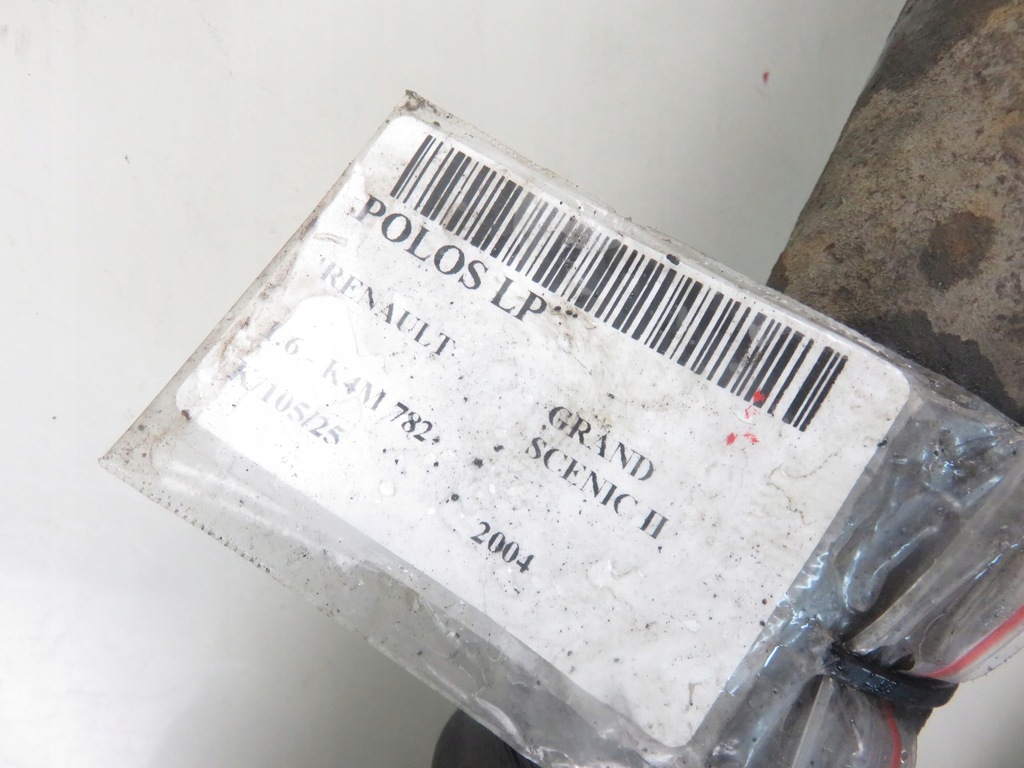 POLOS LP
RENAULT
GRAND
SCENIC II
1.6 - K4M 782
2004
K/105/25